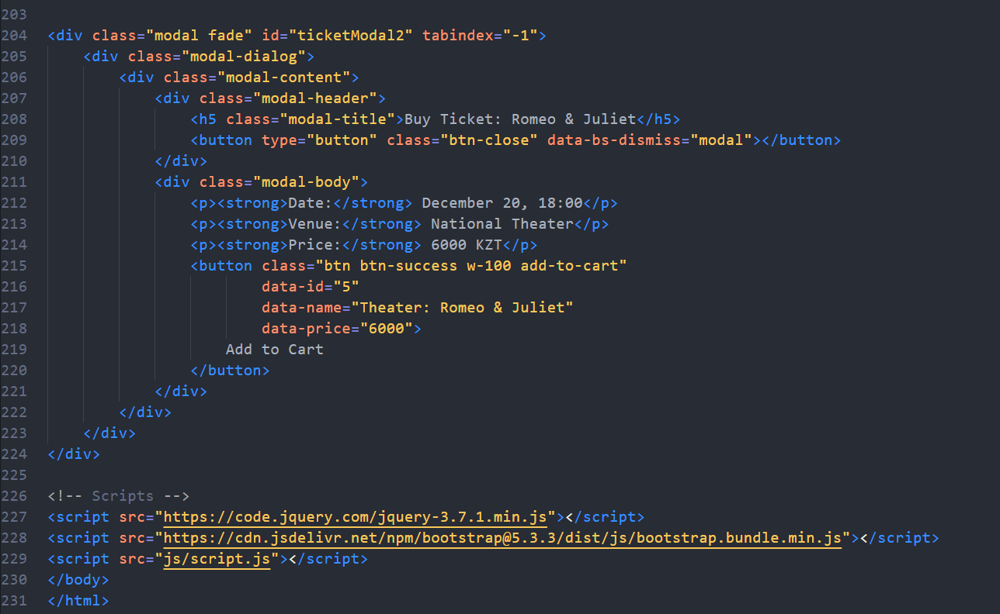 203
204 <div class="modal fade" id="ticketModal2" tabindex="-1">
205     <div class="modal-dialog">
206         <div class="modal-content">
207             <div class="modal-header">
208                 <h5 class="modal-title">Buy Ticket: Romeo & Juliet</h5>
209                 <button type="button" class="btn-close" data-bs-dismiss="modal"></button>
210             </div>
211             <div class="modal-body">
212                 <p><strong>Date:</strong> December 20, 18:00</p>
213                 <p><strong>Venue:</strong> National Theater</p>
214                 <p><strong>Price:</strong> 6000 KZT</p>
215                 <button class="btn btn-success w-100 add-to-cart"
216                         data-id="5"
217                         data-name="Theater: Romeo & Juliet"
218                         data-price="6000">
219                     Add to Cart
220                 </button>
221             </div>
222         </div>
223     </div>
224 </div>
225
226 <!-- Scripts -->
227 <script src="https://code.jquery.com/jquery-3.7.1.min.js"></script>
228 <script src="https://cdn.jsdelivr.net/npm/bootstrap@5.3.3/dist/js/bootstrap.bundle.min.js"></script>
229 <script src="js/script.js"></script>
230 </body>
231 </html>